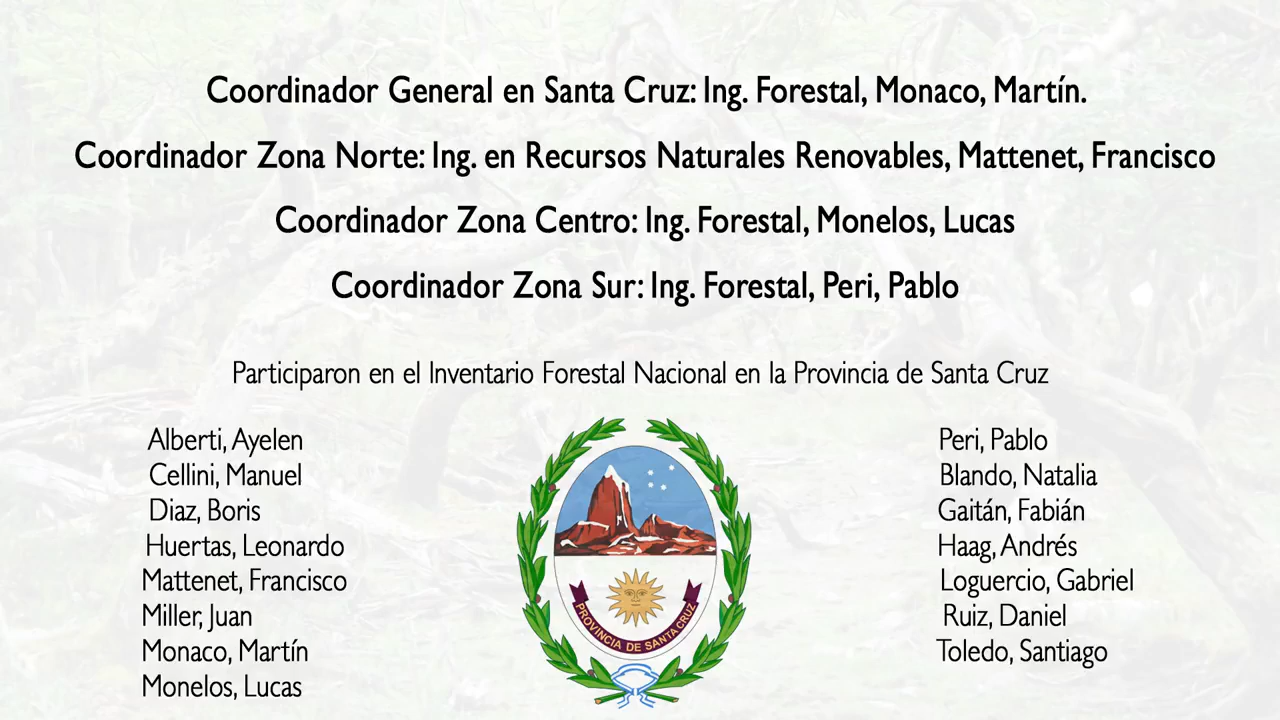 Coordinador General en Santa Cruz: Ing. Forestal, Monaco, Martín.
Coordinador Zona Norte: Ing. en Recursos Naturales Renovables, Mattenet, Francisco
Coordinador Zona Centro: Ing. Forestal, Monelos, Lucas
Coordinador Zona Sur: Ing. Forestal, Peri, Pablo
Participaron en el Inventario Forestal Nacional en la Provincia de Santa Cruz
Alberti, Ayelen
Cellini, Manuel
Diaz, Boris
Huertas, Leonardo
Mattenet, Francisco
Miller, Juan
Monaco, Martín
Monelos, Lucas
PROVINCIA DE SANTA CRUZ
Peri, Pablo
Blando, Natalia
Gaitán, Fabián
Haag, Andrés
Loguercio, Gabriel
Ruiz, Daniel
Toledo, Santiago